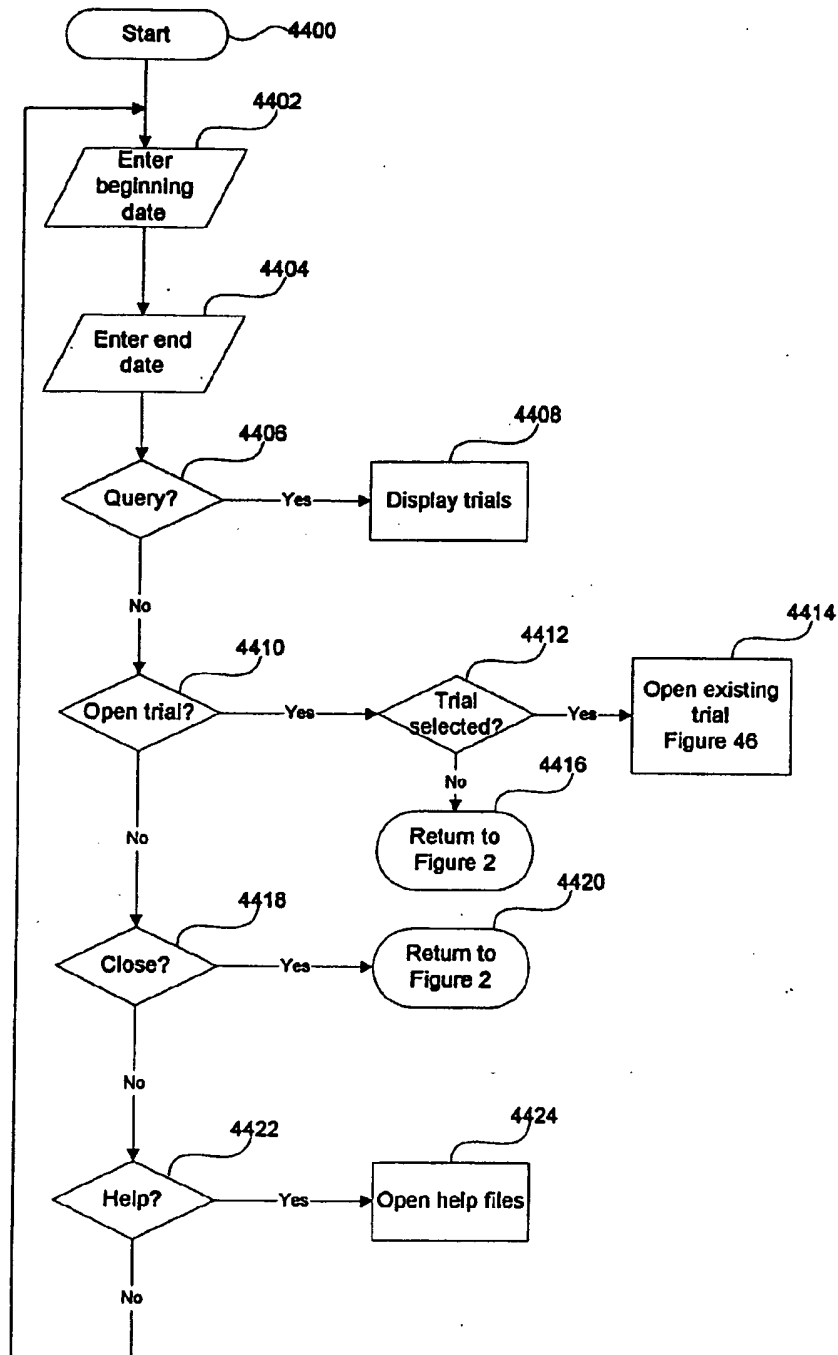 Start
4400
4402
Enter
beginning
date
4404
Enter end
date
4406
4408
Query?
Yes
Display trials
No
4410
4412
4414
Open trial?
Yes
Trial
selected?
Yes
Open existing
trial
Figure 46
No
4416
Return to
Figure 2
No
4418
4420
Close?
Yes
Return to
Figure 2
No
4422
4424
Help?
Yes
Open help files
No